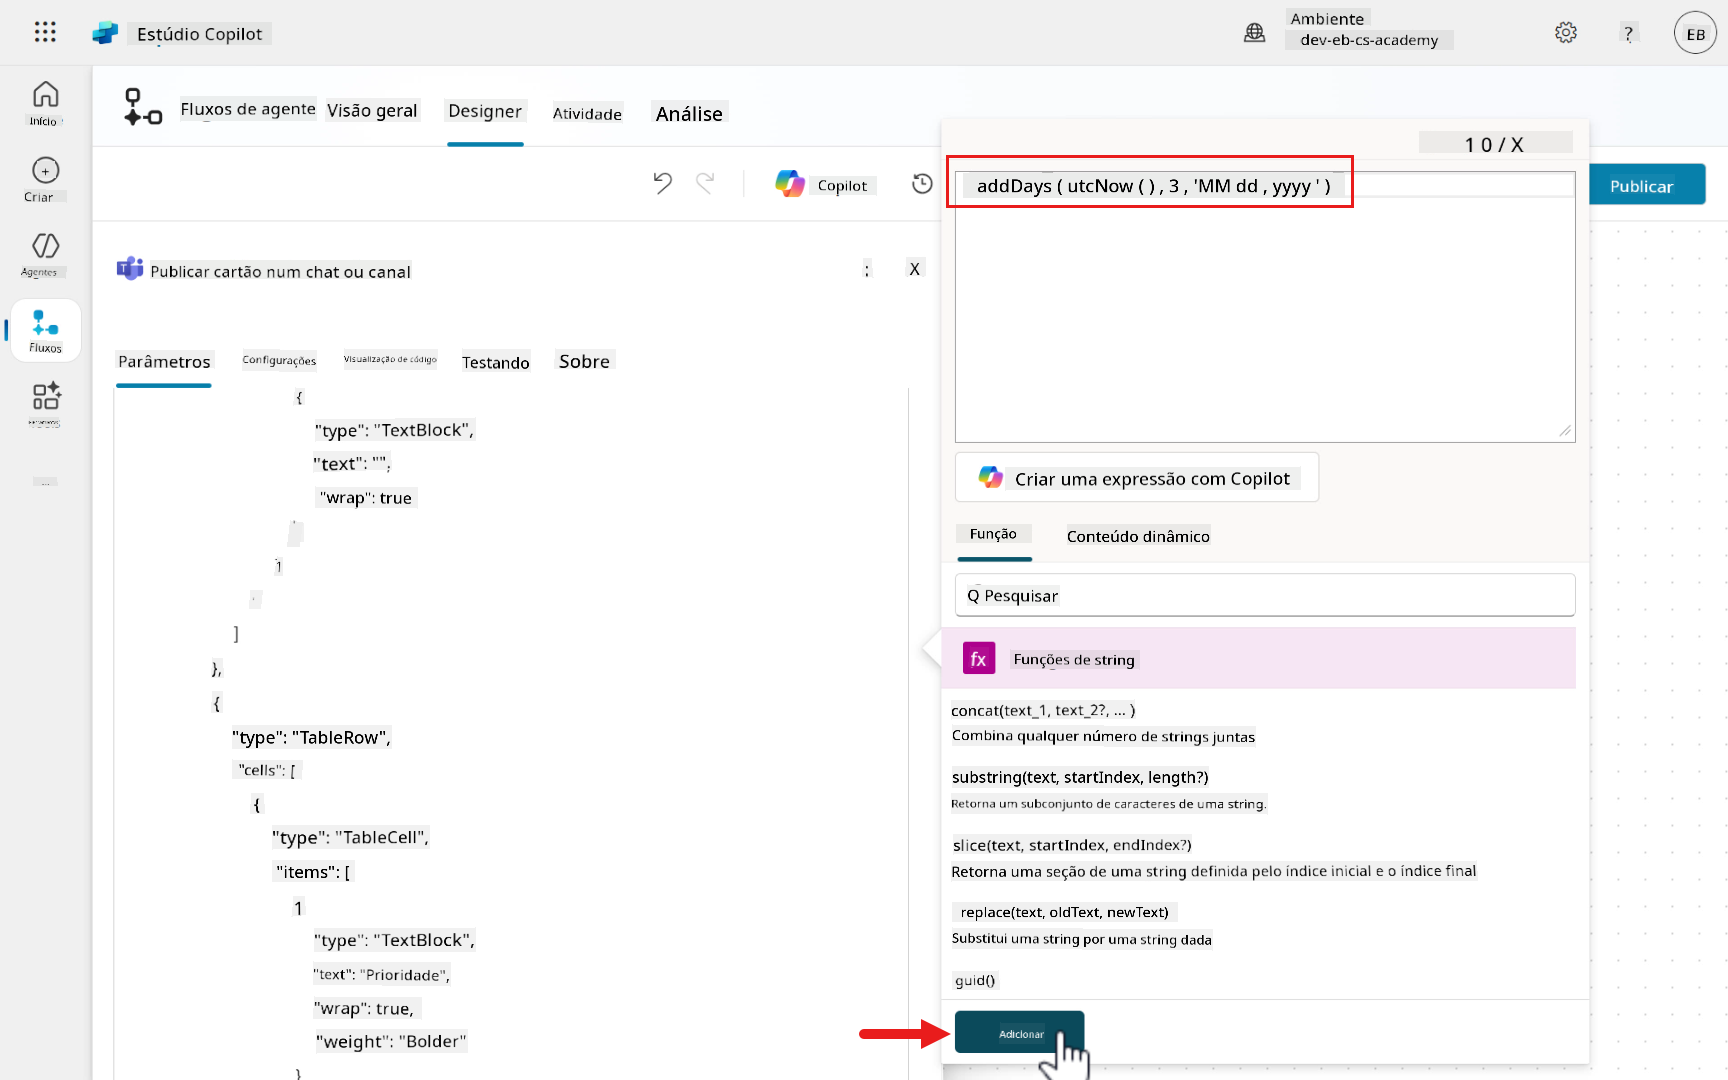 Estúdio Copilot
Ambiente
dev-eb-cs-academy
?
EB
Início
Criar
Agentes
Fluxos
...
Fluxos de agente
Visão geral
Designer
Atividade
Análise
Copilot
Publicar
Publicar cartão num chat ou canal
:
X
Parâmetros
Configurações
Visualização de código
Testando
Sobre
{
"type": "TextBlock",
"text": "",
"wrap": true
]
},
{
"type": "TableRow",
"cells": [
{
"type": "TableCell",
"items": [
1
"type": "TextBlock",
"text": "Prioridade",
"wrap": true,
"weight": "Bolder"
}
1 0 / X
addDays ( utcNow ( ) , 3 , 'MM dd , yyyy ' )
Criar uma expressão com Copilot
Função
Conteúdo dinâmico
Q Pesquisar
fx
Funções de string
concat(text_1, text_2?, ... )
Combina qualquer número de strings juntas
substring(text, startIndex, length?)
Retorna um subconjunto de caracteres de uma string.
slice(text, startIndex, endIndex?)
Retorna uma seção de uma string definida pelo índice inicial e o índice final
replace(text, oldText, newText)
Substitui uma string por uma string dada
guid()
Adicionar